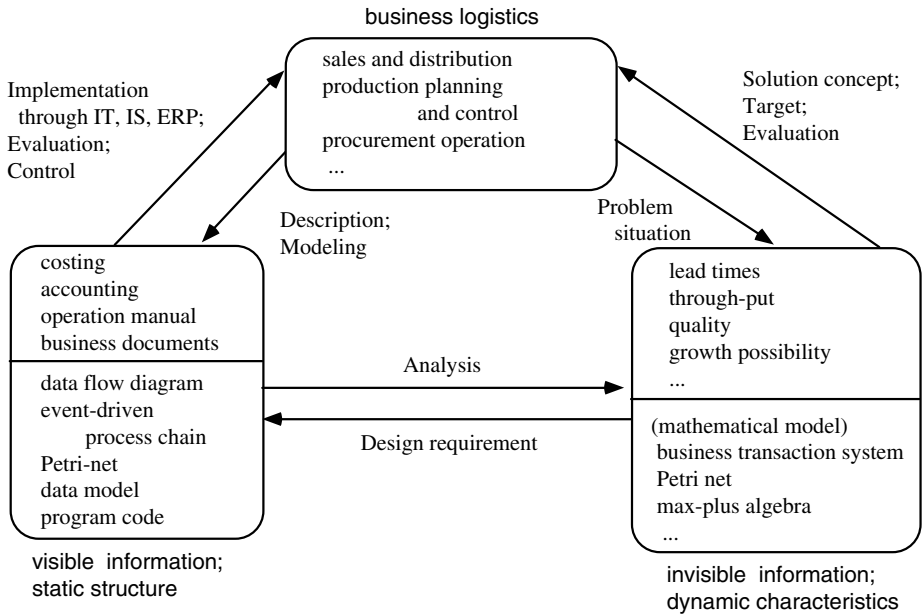 business logistics
sales and distribution
production planning
and control
procurement operation
...
Implementation
through IT, IS, ERP;
Evaluation;
Control
Solution concept;
Target;
Evaluation
Description;
Modeling
Problem
situation
costing
accounting
operation manual
business documents
data flow diagram
event-driven
process chain
Petri-net
data model
program code
visible information;
static structure
Analysis
Design requirement
lead times
through-put
quality
growth possibility
...
(mathematical model)
business transaction system
Petri net
max-plus algebra
...
invisible information;
dynamic characteristics